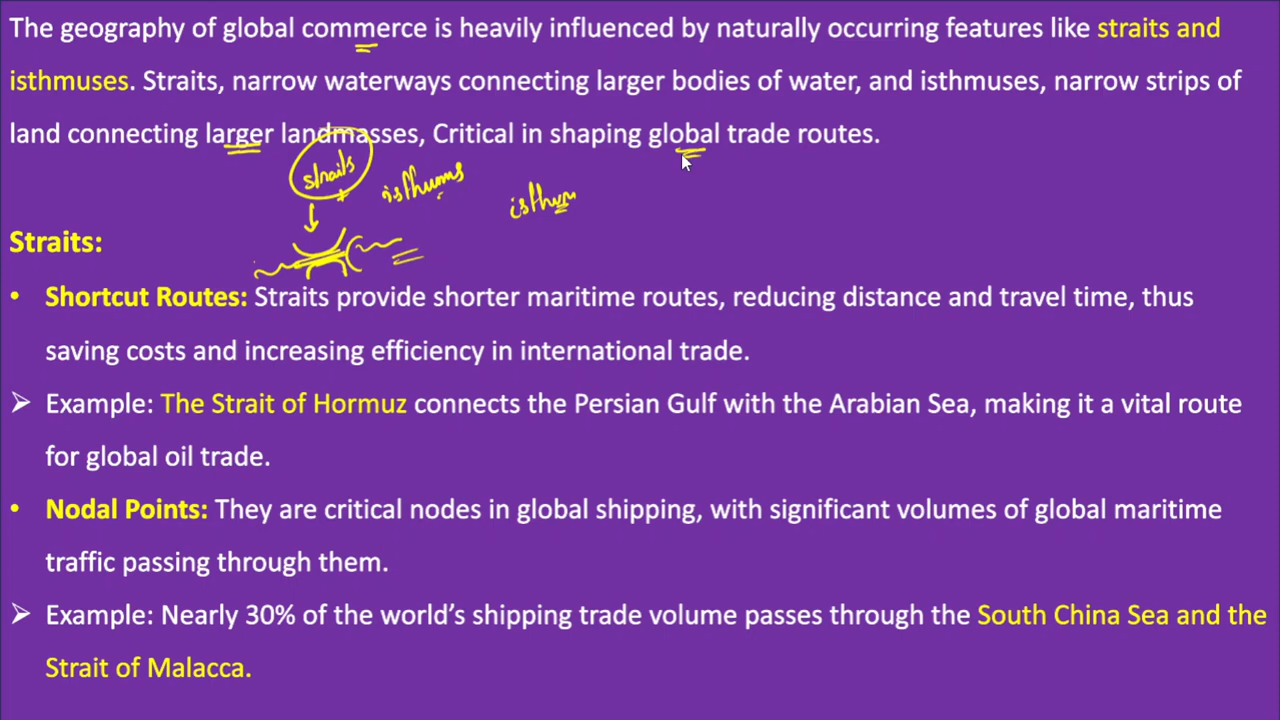 The geography of global commerce is heavily influenced by naturally occurring features like straits and
isthmuses. Straits, narrow waterways connecting larger bodies of water, and isthmuses, narrow strips of
land connecting larger landmasses, Critical in shaping global trade routes.
straits isthums isthum
Straits:
• Shortcut Routes: Straits provide shorter maritime routes, reducing distance and travel time, thus
saving costs and increasing efficiency in international trade.
➢ Example: The Strait of Hormuz connects the Persian Gulf with the Arabian Sea, making it a vital route
for global oil trade.
• Nodal Points: They are critical nodes in global shipping, with significant volumes of global maritime
traffic passing through them.
➢ Example: Nearly 30% of the world’s shipping trade volume passes through the South China Sea and the
Strait of Malacca.